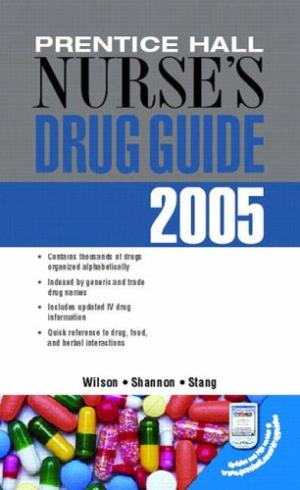 PRENTICE HALL
NURSE'S
DRUG GUIDE
2005
• Contains thousands of drugs
organized alphabetically
• Indexed by generic and trade
drug names
• Includes updated IV drug
information
• Quick reference to drug, food,
and herbal interactions
Wilson • Shannon • Stang